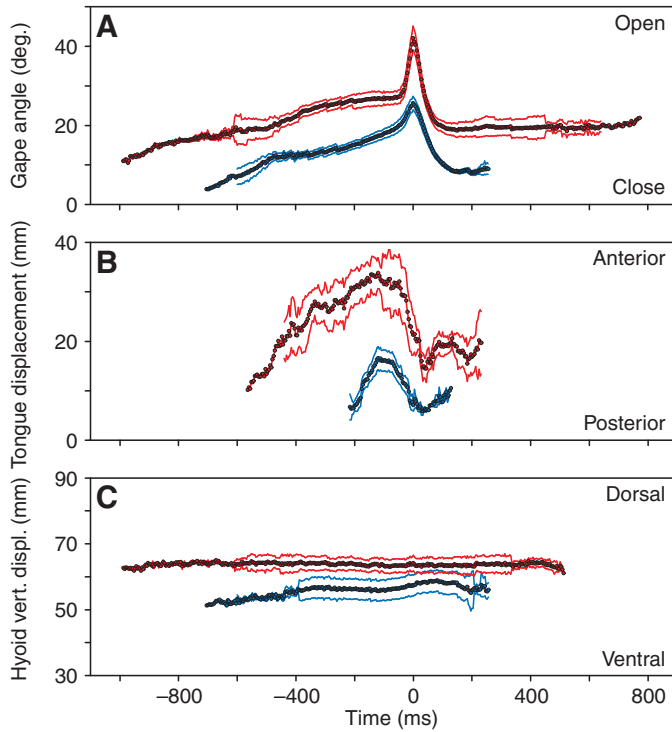 A
Open
Gape angle (deg.)
40
20
0
Close
B
Anterior
Tongue displacement (mm)
40
20
0
Posterior
C
Dorsal
Hyoid vert. displ. (mm)
90
70
50
30
Ventral
–800
–400
0
400
800
Time (ms)